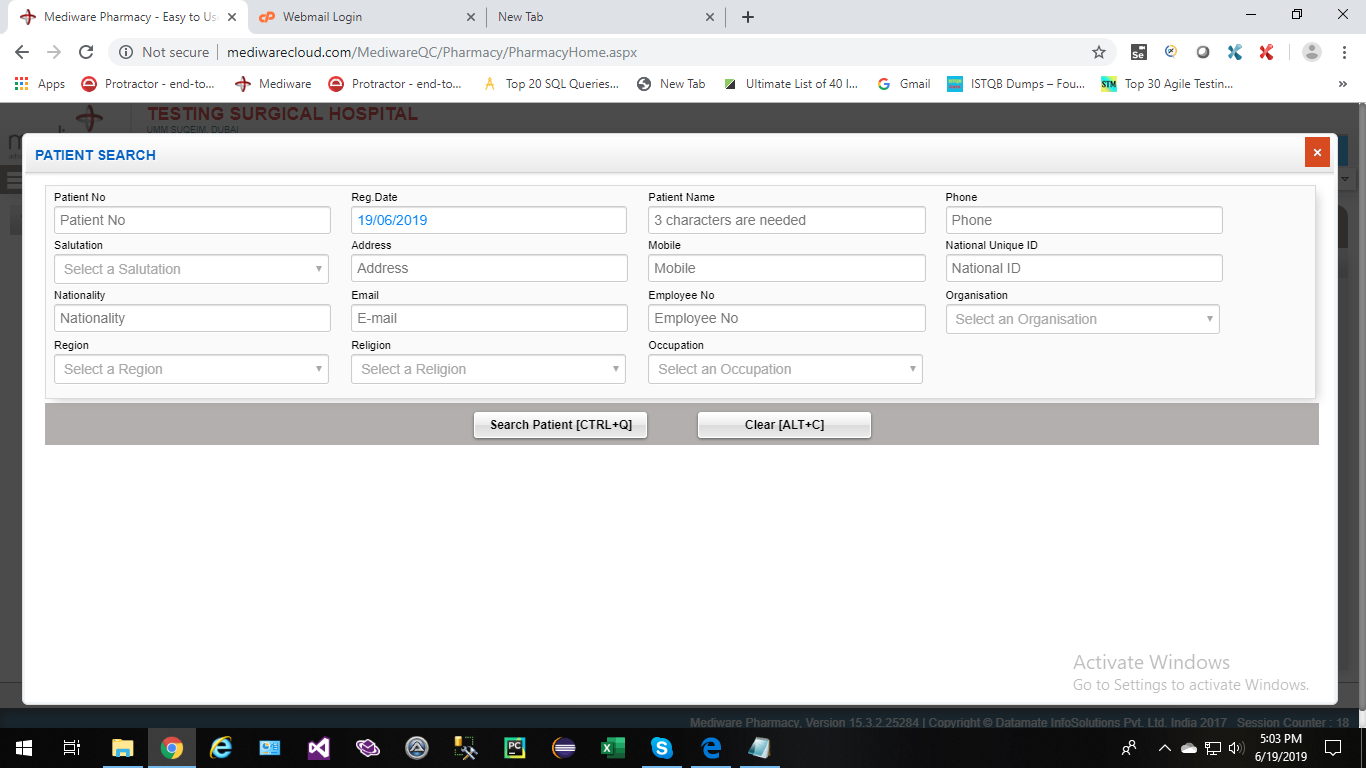 Mediware Pharmacy - Easy to Us
Webmail Login
New Tab
Not secure | mediwarecloud.com/MediwareQC/Pharmacy/PharmacyHome.aspx
Se
Apps Protractor - end-to... Mediware Protractor - end-to... Top 20 SQL Queries... New Tab Ultimate List of 40 I... Gmail ISTQB Dumps – Fou... STM Top 30 Agile Testin... »
TESTING SURGICAL HOSPITAL
UMM SUQEIM, DUBAI
PATIENT SEARCH
Patient No Reg.Date Patient Name Phone
Patient No 19/06/2019 3 characters are needed Phone
Salutation Address Mobile National Unique ID
Select a Salutation Address Mobile National ID
Nationality Email Employee No Organisation
Nationality E-mail Employee No Select an Organisation
Region Religion Occupation
Select a Region Select a Religion Select an Occupation
Search Patient [CTRL+Q] Clear [ALT+C]
Activate Windows
Go to Settings to activate Windows.
Mediware Pharmacy, Version 15.3.2.25284 | Copyright © Datamate InfoSolutions Pvt. Ltd. India 2017 Session Counter : 18
PC
5:03 PM
6/19/2019